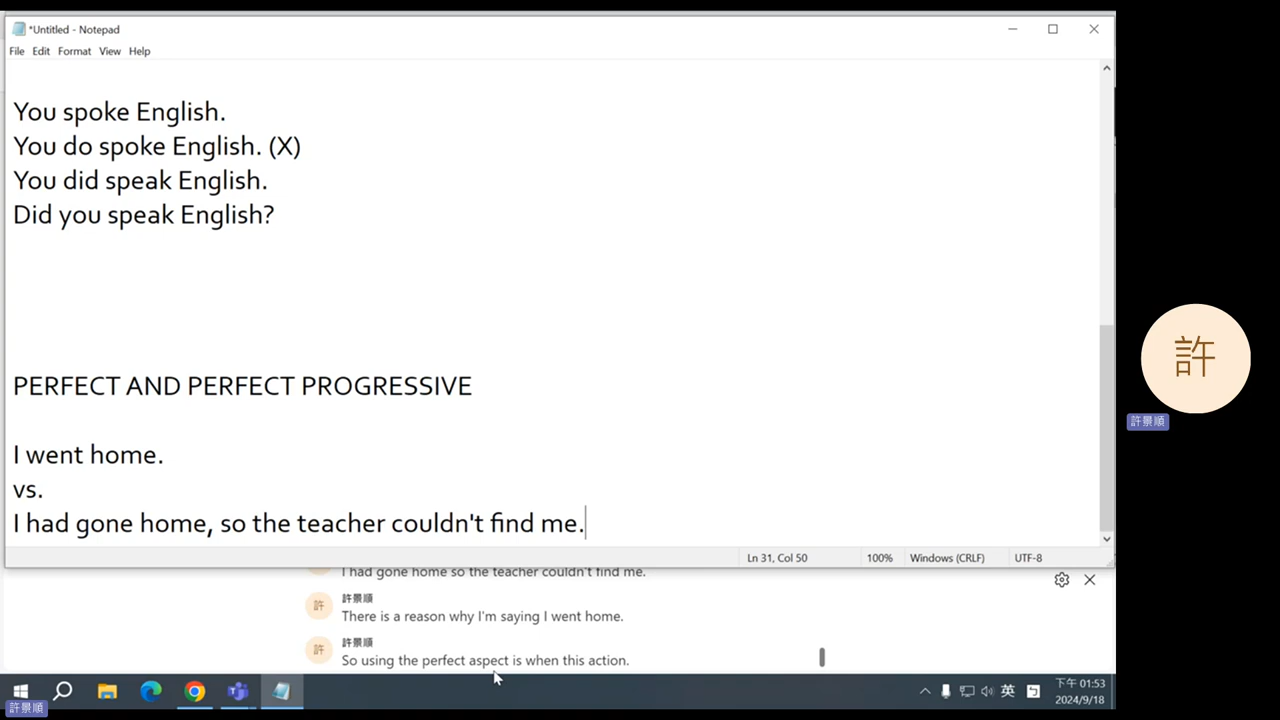 *Untitled - Notepad
File Edit Format View Help
You spoke English.
You do spoke English. (X)
You did speak English.
Did you speak English?
PERFECT AND PERFECT PROGRESSIVE
I went home.
vs.
I had gone home, so the teacher couldn't find me.
Ln 31, Col 50 100% Windows (CRLF) UTF-8
I had gone home so the teacher couldn't find me.
許 許景順
There is a reason why I'm saying I went home.
許 許景順
So using the perfect aspect is when this action.
英
下午 01:53
2024/9/18
許景順
許
許景順